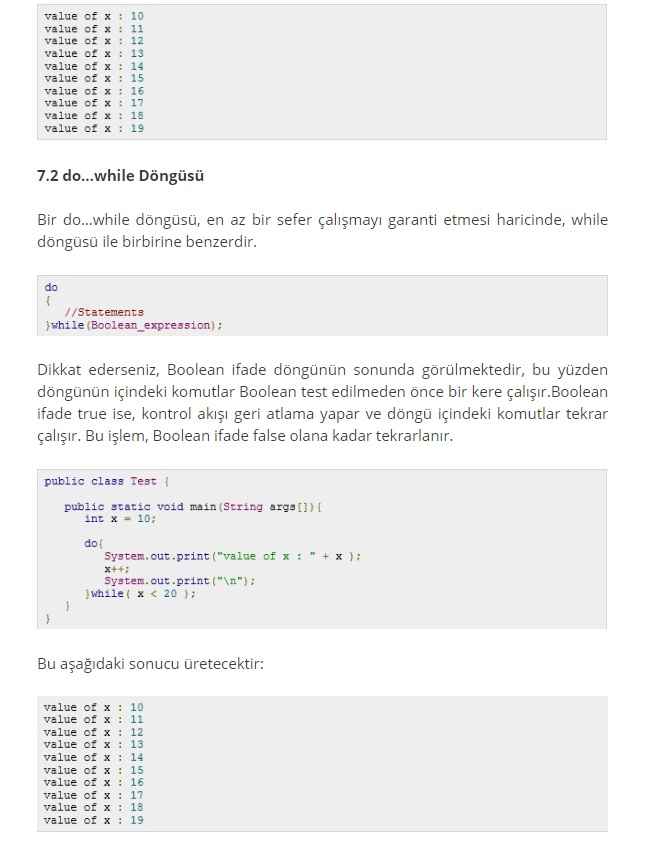 value of x : 10
value of x : 11
value of x : 12
value of x : 13
value of x : 14
value of x : 15
value of x : 16
value of x : 17
value of x : 18
value of x : 19
7.2 do...while Döngüsü
Bir do...while döngüsü, en az bir sefer çalışmayı garanti etmesi haricinde, while
döngüsü ile birbirine benzerdir.
do
{
//Statements
}while(Boolean_expression);
Dikkat ederseniz, Boolean ifade döngünün sonunda görülmektedir, bu yüzden
döngünün içindeki komutlar Boolean test edilmeden önce bir kere çalışır.Boolean
ifade true ise, kontrol akışı geri atlama yapar ve döngü içindeki komutlar tekrar
çalışır. Bu işlem, Boolean ifade false olana kadar tekrarlanır.
public class Test {
public static void main(String args[]){
int x = 10;
do{
System.out.print("value of x : " + x );
x++;
System.out.print("\n");
}while( x < 20 );
}
}
Bu aşağıdaki sonucu üretecektir:
value of x : 10
value of x : 11
value of x : 12
value of x : 13
value of x : 14
value of x : 15
value of x : 16
value of x : 17
value of x : 18
value of x : 19